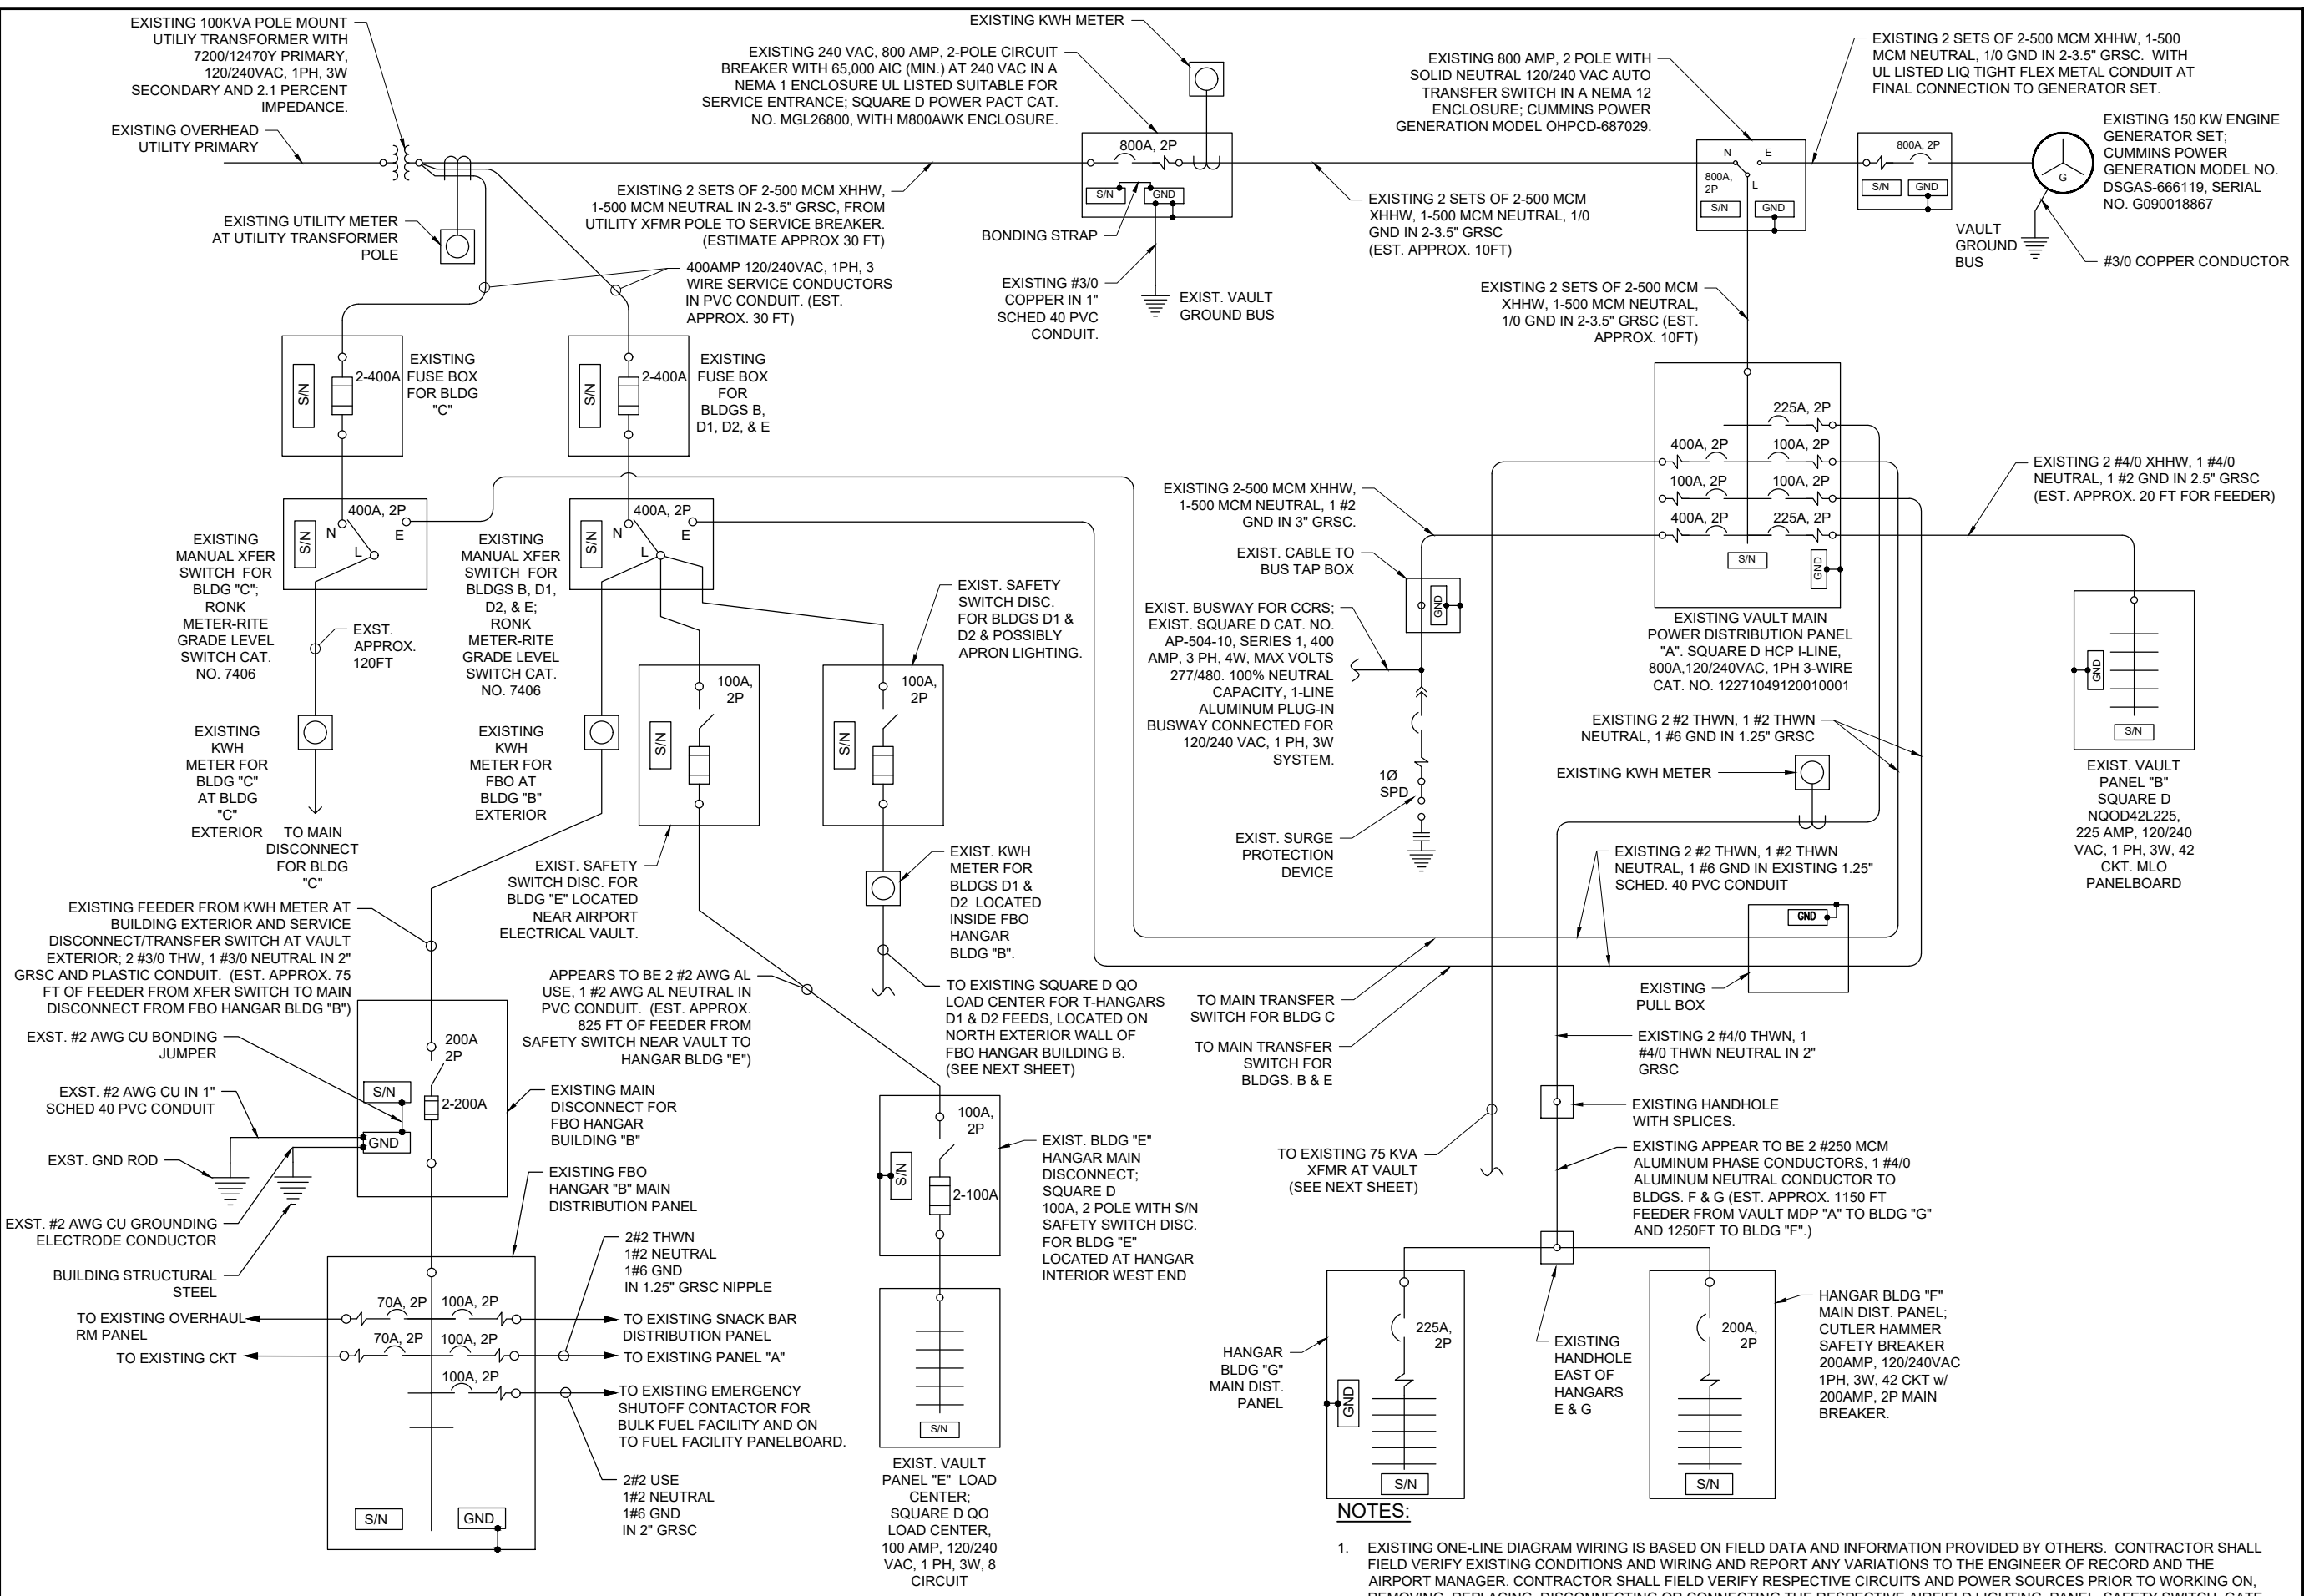 EXISTING 100KVA POLE MOUNT
UTILIY TRANSFORMER WITH
7200/12470Y PRIMARY,
120/240VAC, 1PH, 3W
SECONDARY AND 2.1 PERCENT
IMPEDANCE.
EXISTING OVERHEAD
UTILITY PRIMARY
EXISTING UTILITY METER
AT UTILITY TRANSFORMER
POLE
EXISTING 240 VAC, 800 AMP, 2-POLE CIRCUIT
BREAKER WITH 65,000 AIC (MIN.) AT 240 VAC IN A
NEMA 1 ENCLOSURE UL LISTED SUITABLE FOR
SERVICE ENTRANCE; SQUARE D POWER PACT CAT.
NO. MGL26800, WITH M800AWK ENCLOSURE.
EXISTING KWH METER
800A, 2P
S/N
GND
BONDING STRAP
EXISTING 2 SETS OF 2-500 MCM XHHW,
1-500 MCM NEUTRAL IN 2-3.5" GRSC, FROM
UTILITY XFMR POLE TO SERVICE BREAKER.
(ESTIMATE APPROX 30 FT)
400AMP 120/240VAC, 1PH, 3
WIRE SERVICE CONDUCTORS
IN PVC CONDUIT. (EST.
APPROX. 30 FT)
EXISTING #3/0
COPPER IN 1"
SCHED 40 PVC
CONDUIT.
EXIST. VAULT
GROUND BUS
EXISTING 2 SETS OF 2-500 MCM
XHHW, 1-500 MCM NEUTRAL, 1/0
GND IN 2-3.5" GRSC
(EST. APPROX. 10FT)
EXISTING 800 AMP, 2 POLE WITH
SOLID NEUTRAL 120/240 VAC AUTO
TRANSFER SWITCH IN A NEMA 12
ENCLOSURE; CUMMINS POWER
GENERATION MODEL OHPCD-687029.
N
E
800A,
2P
L
S/N
GND
EXISTING 2 SETS OF 2-500 MCM XHHW, 1-500
MCM NEUTRAL, 1/0 GND IN 2-3.5" GRSC. WITH
UL LISTED LIQ TIGHT FLEX METAL CONDUIT AT
FINAL CONNECTION TO GENERATOR SET.
800A, 2P
S/N
GND
G
EXISTING 150 KW ENGINE
GENERATOR SET;
CUMMINS POWER
GENERATION MODEL NO.
DSGAS-666119, SERIAL
NO. G090018867
VAULT
GROUND
BUS
#3/0 COPPER CONDUCTOR
EXISTING 2 SETS OF 2-500 MCM
XHHW, 1-500 MCM NEUTRAL,
1/0 GND IN 2-3.5" GRSC (EST.
APPROX. 10FT)
S/N
2-400A
EXISTING
FUSE BOX
FOR BLDG
"C"
S/N
2-400A
EXISTING
FUSE BOX
FOR
BLDGS B,
D1, D2, & E
400A, 2P
S/N
N
E
L
EXISTING
MANUAL XFER
SWITCH FOR
BLDG "C";
RONK
METER-RITE
GRADE LEVEL
SWITCH CAT.
NO. 7406
EXST.
APPROX.
120FT
400A, 2P
S/N
N
E
L
EXISTING
MANUAL XFER
SWITCH FOR
BLDGS B, D1,
D2, & E;
RONK
METER-RITE
GRADE LEVEL
SWITCH CAT.
NO. 7406
EXISTING
KWH
METER FOR
BLDG "C"
AT BLDG
"C"
EXTERIOR
TO MAIN
DISCONNECT
FOR BLDG
"C"
EXISTING
KWH
METER FOR
FBO AT
BLDG "B"
EXTERIOR
100A,
2P
S/N
EXIST. SAFETY
SWITCH DISC. FOR
BLDG "E" LOCATED
NEAR AIRPORT
ELECTRICAL VAULT.
EXIST. SAFETY
SWITCH DISC.
FOR BLDGS D1 &
D2 & POSSIBLY
APRON LIGHTING.
100A,
2P
S/N
EXIST. KWH
METER FOR
BLDGS D1 &
D2 LOCATED
INSIDE FBO
HANGAR
BLDG "B".
TO EXISTING SQUARE D QO
LOAD CENTER FOR T-HANGARS
D1 & D2 FEEDS, LOCATED ON
NORTH EXTERIOR WALL OF
FBO HANGAR BUILDING B.
(SEE NEXT SHEET)
EXISTING 2-500 MCM XHHW,
1-500 MCM NEUTRAL, 1 #2
GND IN 3" GRSC.
EXIST. CABLE TO
BUS TAP BOX
GND
EXIST. BUSWAY FOR CCRS;
EXIST. SQUARE D CAT. NO.
AP-504-10, SERIES 1, 400
AMP, 3 PH, 4W, MAX VOLTS
277/480. 100% NEUTRAL
CAPACITY, 1-LINE
ALUMINUM PLUG-IN
BUSWAY CONNECTED FOR
120/240 VAC, 1 PH, 3W
SYSTEM.
1Ø
SPD
EXIST. SURGE
PROTECTION
DEVICE
225A, 2P
400A, 2P
100A, 2P
100A, 2P
100A, 2P
400A, 2P
225A, 2P
S/N
GND
EXISTING VAULT MAIN
POWER DISTRIBUTION PANEL
"A". SQUARE D HCP I-LINE,
800A,120/240VAC, 1PH 3-WIRE
CAT. NO. 12271049120010001
EXISTING 2 #4/0 XHHW, 1 #4/0
NEUTRAL, 1 #2 GND IN 2.5" GRSC
(EST. APPROX. 20 FT FOR FEEDER)
GND
S/N
EXIST. VAULT
PANEL "B"
SQUARE D
NQOD42L225,
225 AMP, 120/240
VAC, 1 PH, 3W, 42
CKT. MLO
PANELBOARD
EXISTING 2 #2 THWN, 1 #2 THWN
NEUTRAL, 1 #6 GND IN 1.25" GRSC
EXISTING KWH METER
EXISTING 2 #2 THWN, 1 #2 THWN
NEUTRAL, 1 #6 GND IN EXISTING 1.25"
SCHED. 40 PVC CONDUIT
GND
EXISTING
PULL BOX
TO MAIN TRANSFER
SWITCH FOR BLDG C
TO MAIN TRANSFER
SWITCH FOR
BLDGS. B & E
EXISTING 2 #4/0 THWN, 1
#4/0 THWN NEUTRAL IN 2"
GRSC
EXISTING HANDHOLE
WITH SPLICES.
TO EXISTING 75 KVA
XFMR AT VAULT
(SEE NEXT SHEET)
EXISTING APPEAR TO BE 2 #250 MCM
ALUMINUM PHASE CONDUCTORS, 1 #4/0
ALUMINUM NEUTRAL CONDUCTOR TO
BLDGS. F & G (EST. APPROX. 1150 FT
FEEDER FROM VAULT MDP "A" TO BLDG "G"
AND 1250FT TO BLDG "F".)
EXISTING FEEDER FROM KWH METER AT
BUILDING EXTERIOR AND SERVICE
DISCONNECT/TRANSFER SWITCH AT VAULT
EXTERIOR; 2 #3/0 THW, 1 #3/0 NEUTRAL IN 2"
GRSC AND PLASTIC CONDUIT. (EST. APPROX. 75
FT OF FEEDER FROM XFER SWITCH TO MAIN
DISCONNECT FROM FBO HANGAR BLDG "B")
APPEARS TO BE 2 #2 AWG AL
USE, 1 #2 AWG AL NEUTRAL IN
PVC CONDUIT. (EST. APPROX.
825 FT OF FEEDER FROM
SAFETY SWITCH NEAR VAULT TO
HANGAR BLDG "E")
EXST. #2 AWG CU BONDING
JUMPER
EXST. #2 AWG CU IN 1"
SCHED 40 PVC CONDUIT
EXST. GND ROD
EXST. #2 AWG CU GROUNDING
ELECTRODE CONDUCTOR
BUILDING STRUCTURAL
STEEL
200A
2P
S/N
2-200A
GND
EXISTING MAIN
DISCONNECT FOR
FBO HANGAR
BUILDING "B"
EXISTING FBO
HANGAR "B" MAIN
DISTRIBUTION PANEL
2#2 THWN
1#2 NEUTRAL
1#6 GND
IN 1.25" GRSC NIPPLE
70A, 2P
100A, 2P
TO EXISTING OVERHAUL
RM PANEL
TO EXISTING SNACK BAR
DISTRIBUTION PANEL
70A, 2P
100A, 2P
TO EXISTING CKT
TO EXISTING PANEL "A"
100A, 2P
TO EXISTING EMERGENCY
SHUTOFF CONTACTOR FOR
BULK FUEL FACILITY AND ON
TO FUEL FACILITY PANELBOARD.
2#2 USE
1#2 NEUTRAL
1#6 GND
IN 2" GRSC
S/N
GND
100A,
2P
S/N
2-100A
EXIST. BLDG "E"
HANGAR MAIN
DISCONNECT;
SQUARE D
100A, 2 POLE WITH S/N
SAFETY SWITCH DISC.
FOR BLDG "E"
LOCATED AT HANGAR
INTERIOR WEST END
S/N
EXIST. VAULT
PANEL "E" LOAD
CENTER;
SQUARE D QO
LOAD CENTER,
100 AMP, 120/240
VAC, 1 PH, 3W, 8
CIRCUIT
HANGAR
BLDG "G"
MAIN DIST.
PANEL
225A,
2P
GND
S/N
EXISTING
HANDHOLE
EAST OF
HANGARS
E & G
200A,
2P
S/N
HANGAR BLDG "F"
MAIN DIST. PANEL;
CUTLER HAMMER
SAFETY BREAKER
200AMP, 120/240VAC
1PH, 3W, 42 CKT w/
200AMP, 2P MAIN
BREAKER.
NOTES:
1. EXISTING ONE-LINE DIAGRAM WIRING IS BASED ON FIELD DATA AND INFORMATION PROVIDED BY OTHERS. CONTRACTOR SHALL
FIELD VERIFY EXISTING CONDITIONS AND WIRING AND REPORT ANY VARIATIONS TO THE ENGINEER OF RECORD AND THE
AIRPORT MANAGER. CONTRACTOR SHALL FIELD VERIFY RESPECTIVE CIRCUITS AND POWER SOURCES PRIOR TO WORKING ON,
REMOVING, REPLACING, DISCONNECTING OR CONNECTING THE RESPECTIVE AIRFIELD LIGHTING, PANEL, SAFETY SWITCH, GATE